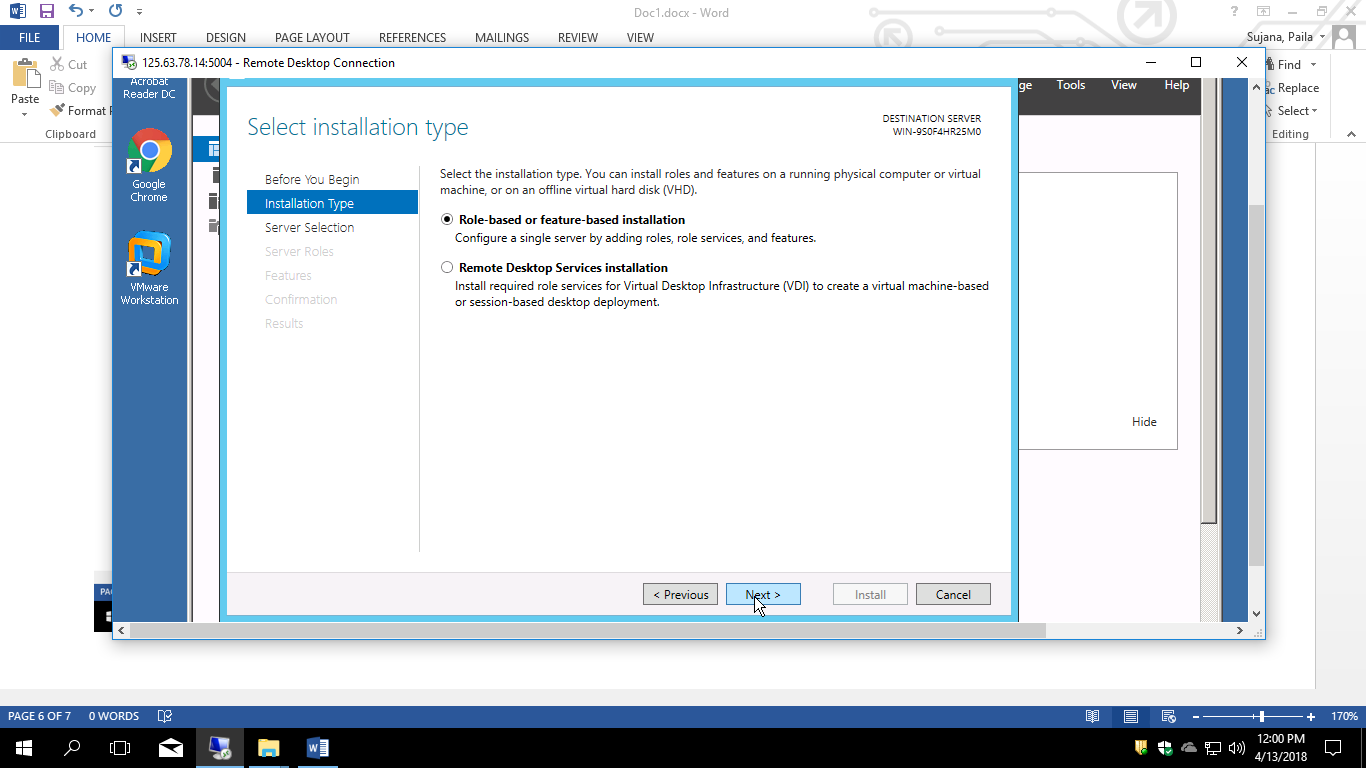 Doc1.docx - Word
FILE
HOME
INSERT
DESIGN
PAGE LAYOUT
REFERENCES
MAILINGS
REVIEW
VIEW
Sujana, Paila
Paste
Cut
Copy
Format
Clipboard
Find
Replace
Select
Editing
125.63.78.14:5004 - Remote Desktop Connection
Acrobat
Reader DC
Google
Chrome
VMware
Workstation
ge
Tools
View
Help
Select installation type
DESTINATION SERVER
WIN-9S0F4HR25M0
Before You Begin
Installation Type
Server Selection
Server Roles
Features
Confirmation
Results
Select the installation type. You can install roles and features on a running physical computer or virtual
machine, or on an offline virtual hard disk (VHD).
Role-based or feature-based installation
Configure a single server by adding roles, role services, and features.
Remote Desktop Services installation
Install required role services for Virtual Desktop Infrastructure (VDI) to create a virtual machine-based
or session-based desktop deployment.
Hide
< Previous
Next >
Install
Cancel
PA
PAGE 6 OF 7
0 WORDS
170%
12:00 PM
4/13/2018